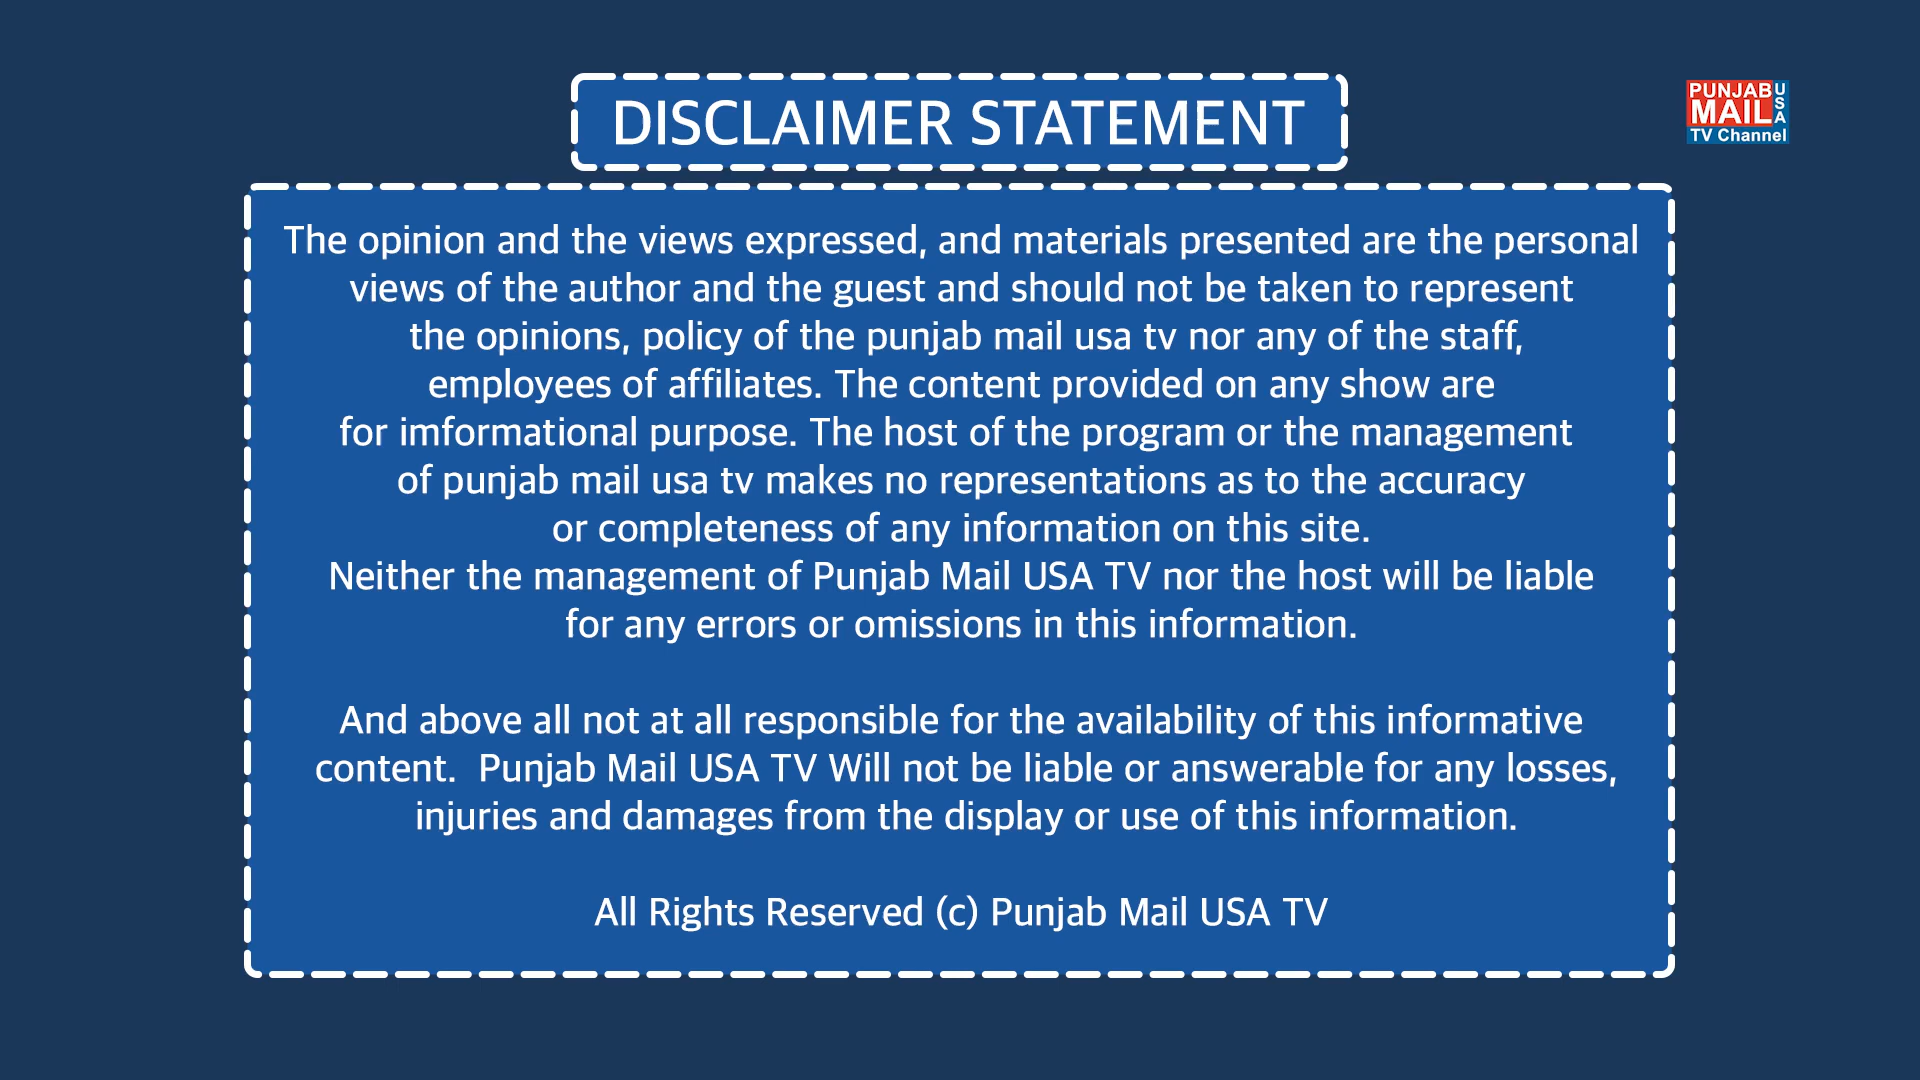 DISCLAIMER STATEMENT
PUNJAB USA
MAIL
TV Channel
The opinion and the views expressed, and materials presented are the personal
views of the author and the guest and should not be taken to represent
the opinions, policy of the punjab mail usa tv nor any of the staff,
employees of affiliates. The content provided on any show are
for imformational purpose. The host of the program or the management
of punjab mail usa tv makes no representations as to the accuracy
or completeness of any information on this site.
Neither the management of Punjab Mail USA TV nor the host will be liable
for any errors or omissions in this information.
And above all not at all responsible for the availability of this informative
content.  Punjab Mail USA TV Will not be liable or answerable for any losses,
injuries and damages from the display or use of this information.
All Rights Reserved (c) Punjab Mail USA TV